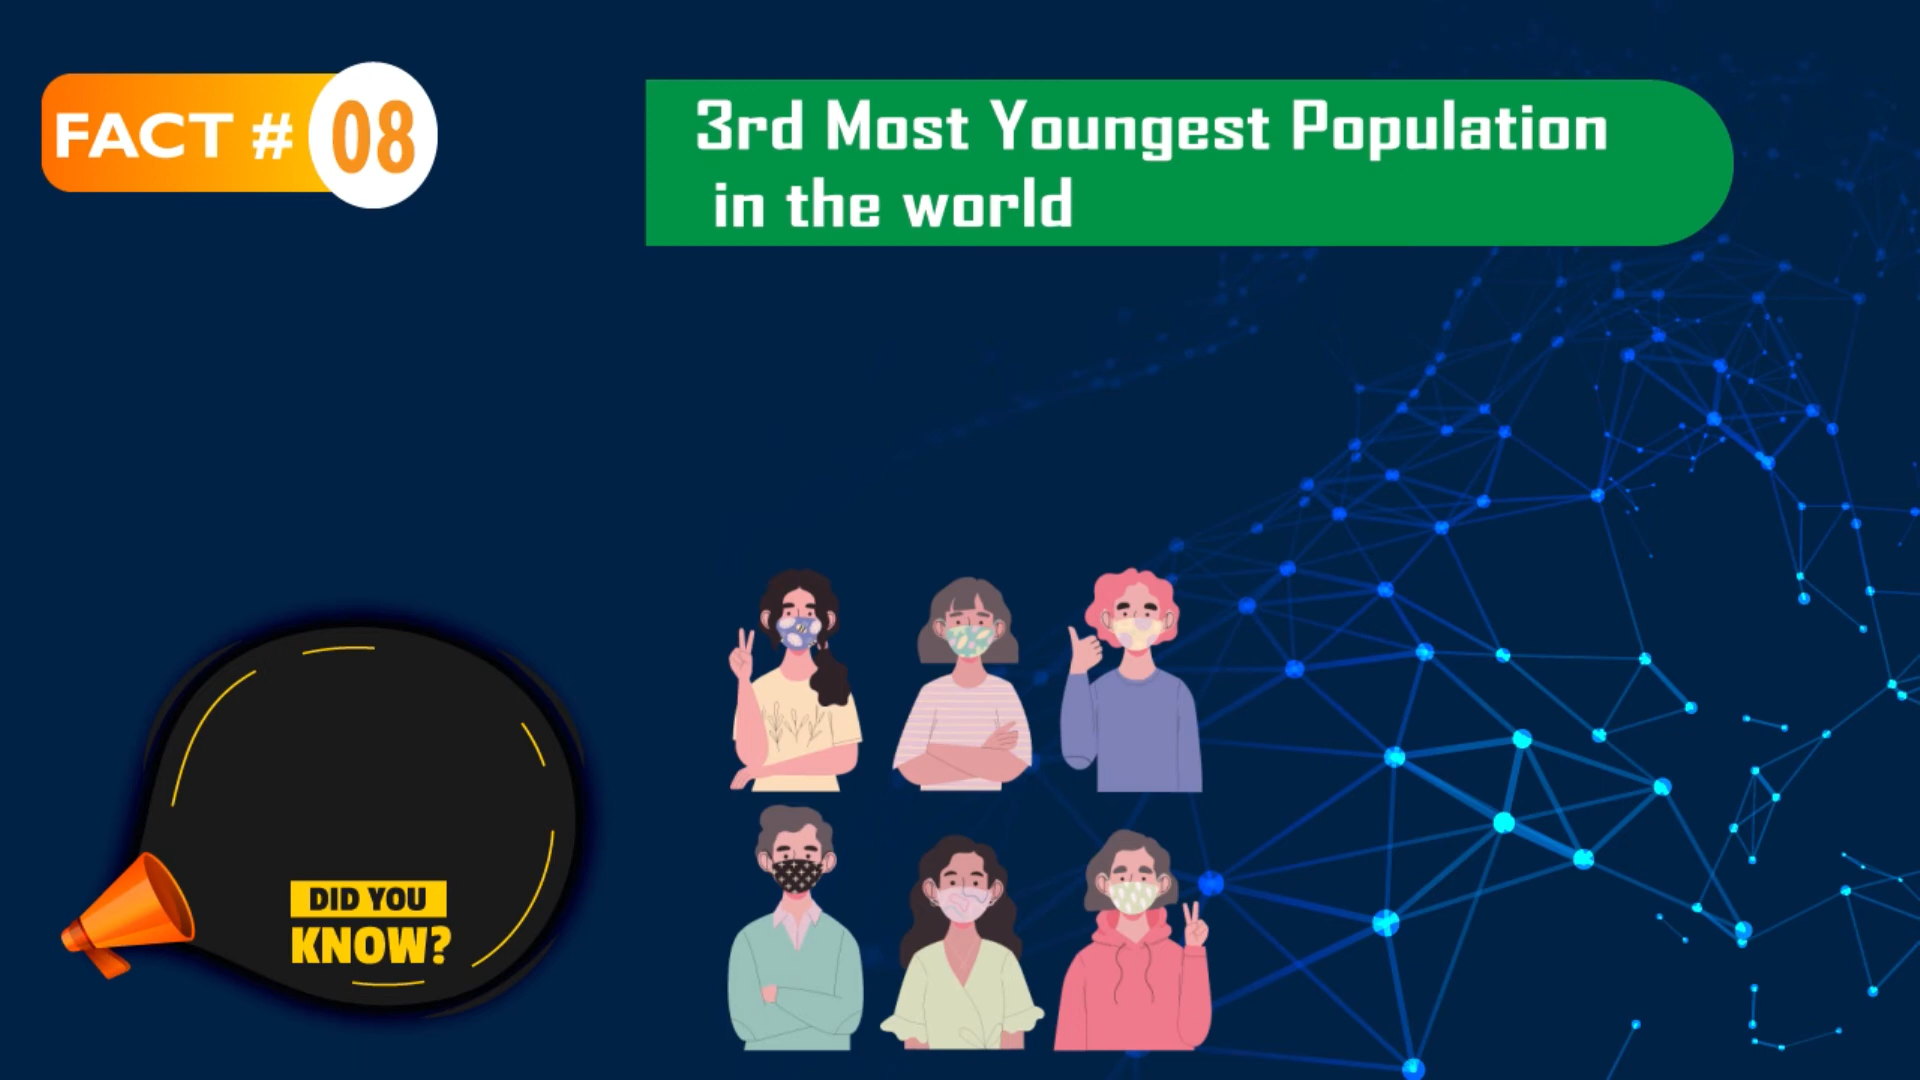 FACT # 08
3rd Most Youngest Population
in the world
DID YOU
KNOW?